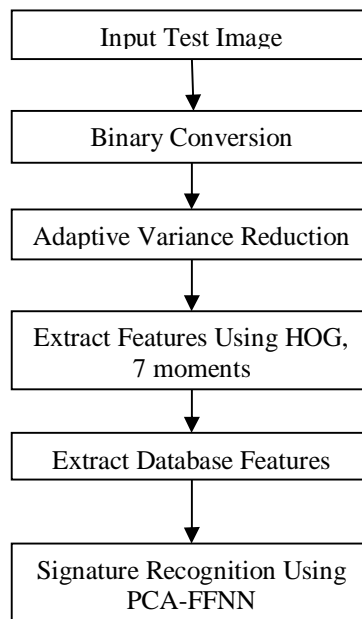 Input Test Image
Binary Conversion
Adaptive Variance Reduction
Extract Features Using HOG,
7 moments
Extract Database Features
Signature Recognition Using
PCA-FFNN